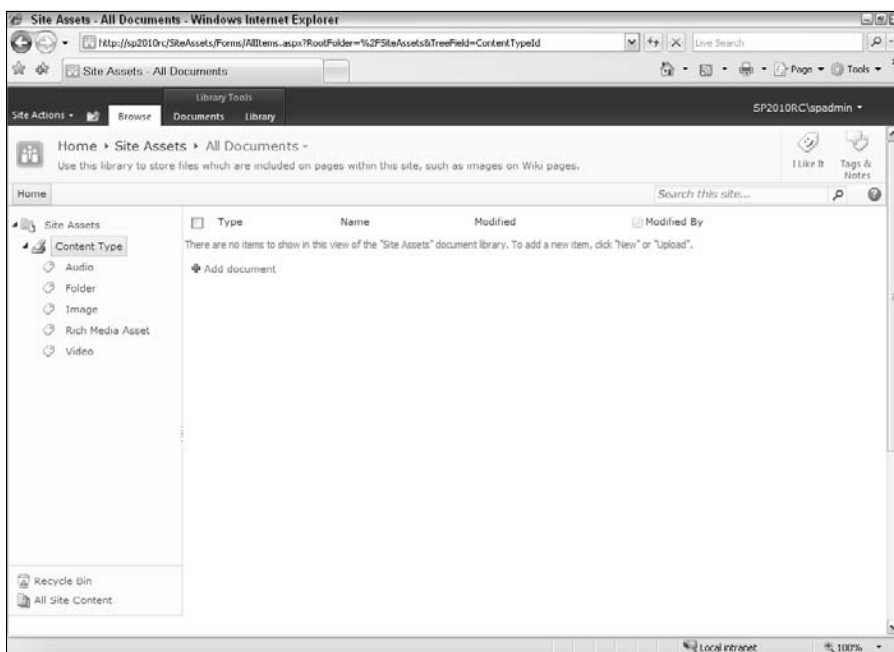 Site Assets - All Documents - Windows Internet Explorer
http://sp2010rc/SiteAssets/Forms/AllItems.aspx?RootFolder=%2FSiteAssets&TreeField=ContentTypeId
Live Search
Site Assets - All Documents
Page
Tools
Library Tools
Site Actions
Browse
Documents
Library
SP2010RC\spadmin
Home
Site Assets
All Documents
Use this library to store files which are included on pages within this site, such as images on Wiki pages.
I Like It
Tags & Notes
Home
Search this site...
Site Assets
Content Type
Audio
Folder
Image
Rich Media Asset
Video
Type
Name
Modified
Modified By
There are no items to show in this view of the "Site Assets" document library. To add a new item, click "New" or "Upload".
Add document
Recycle Bin
All Site Content
Local intranet
100%